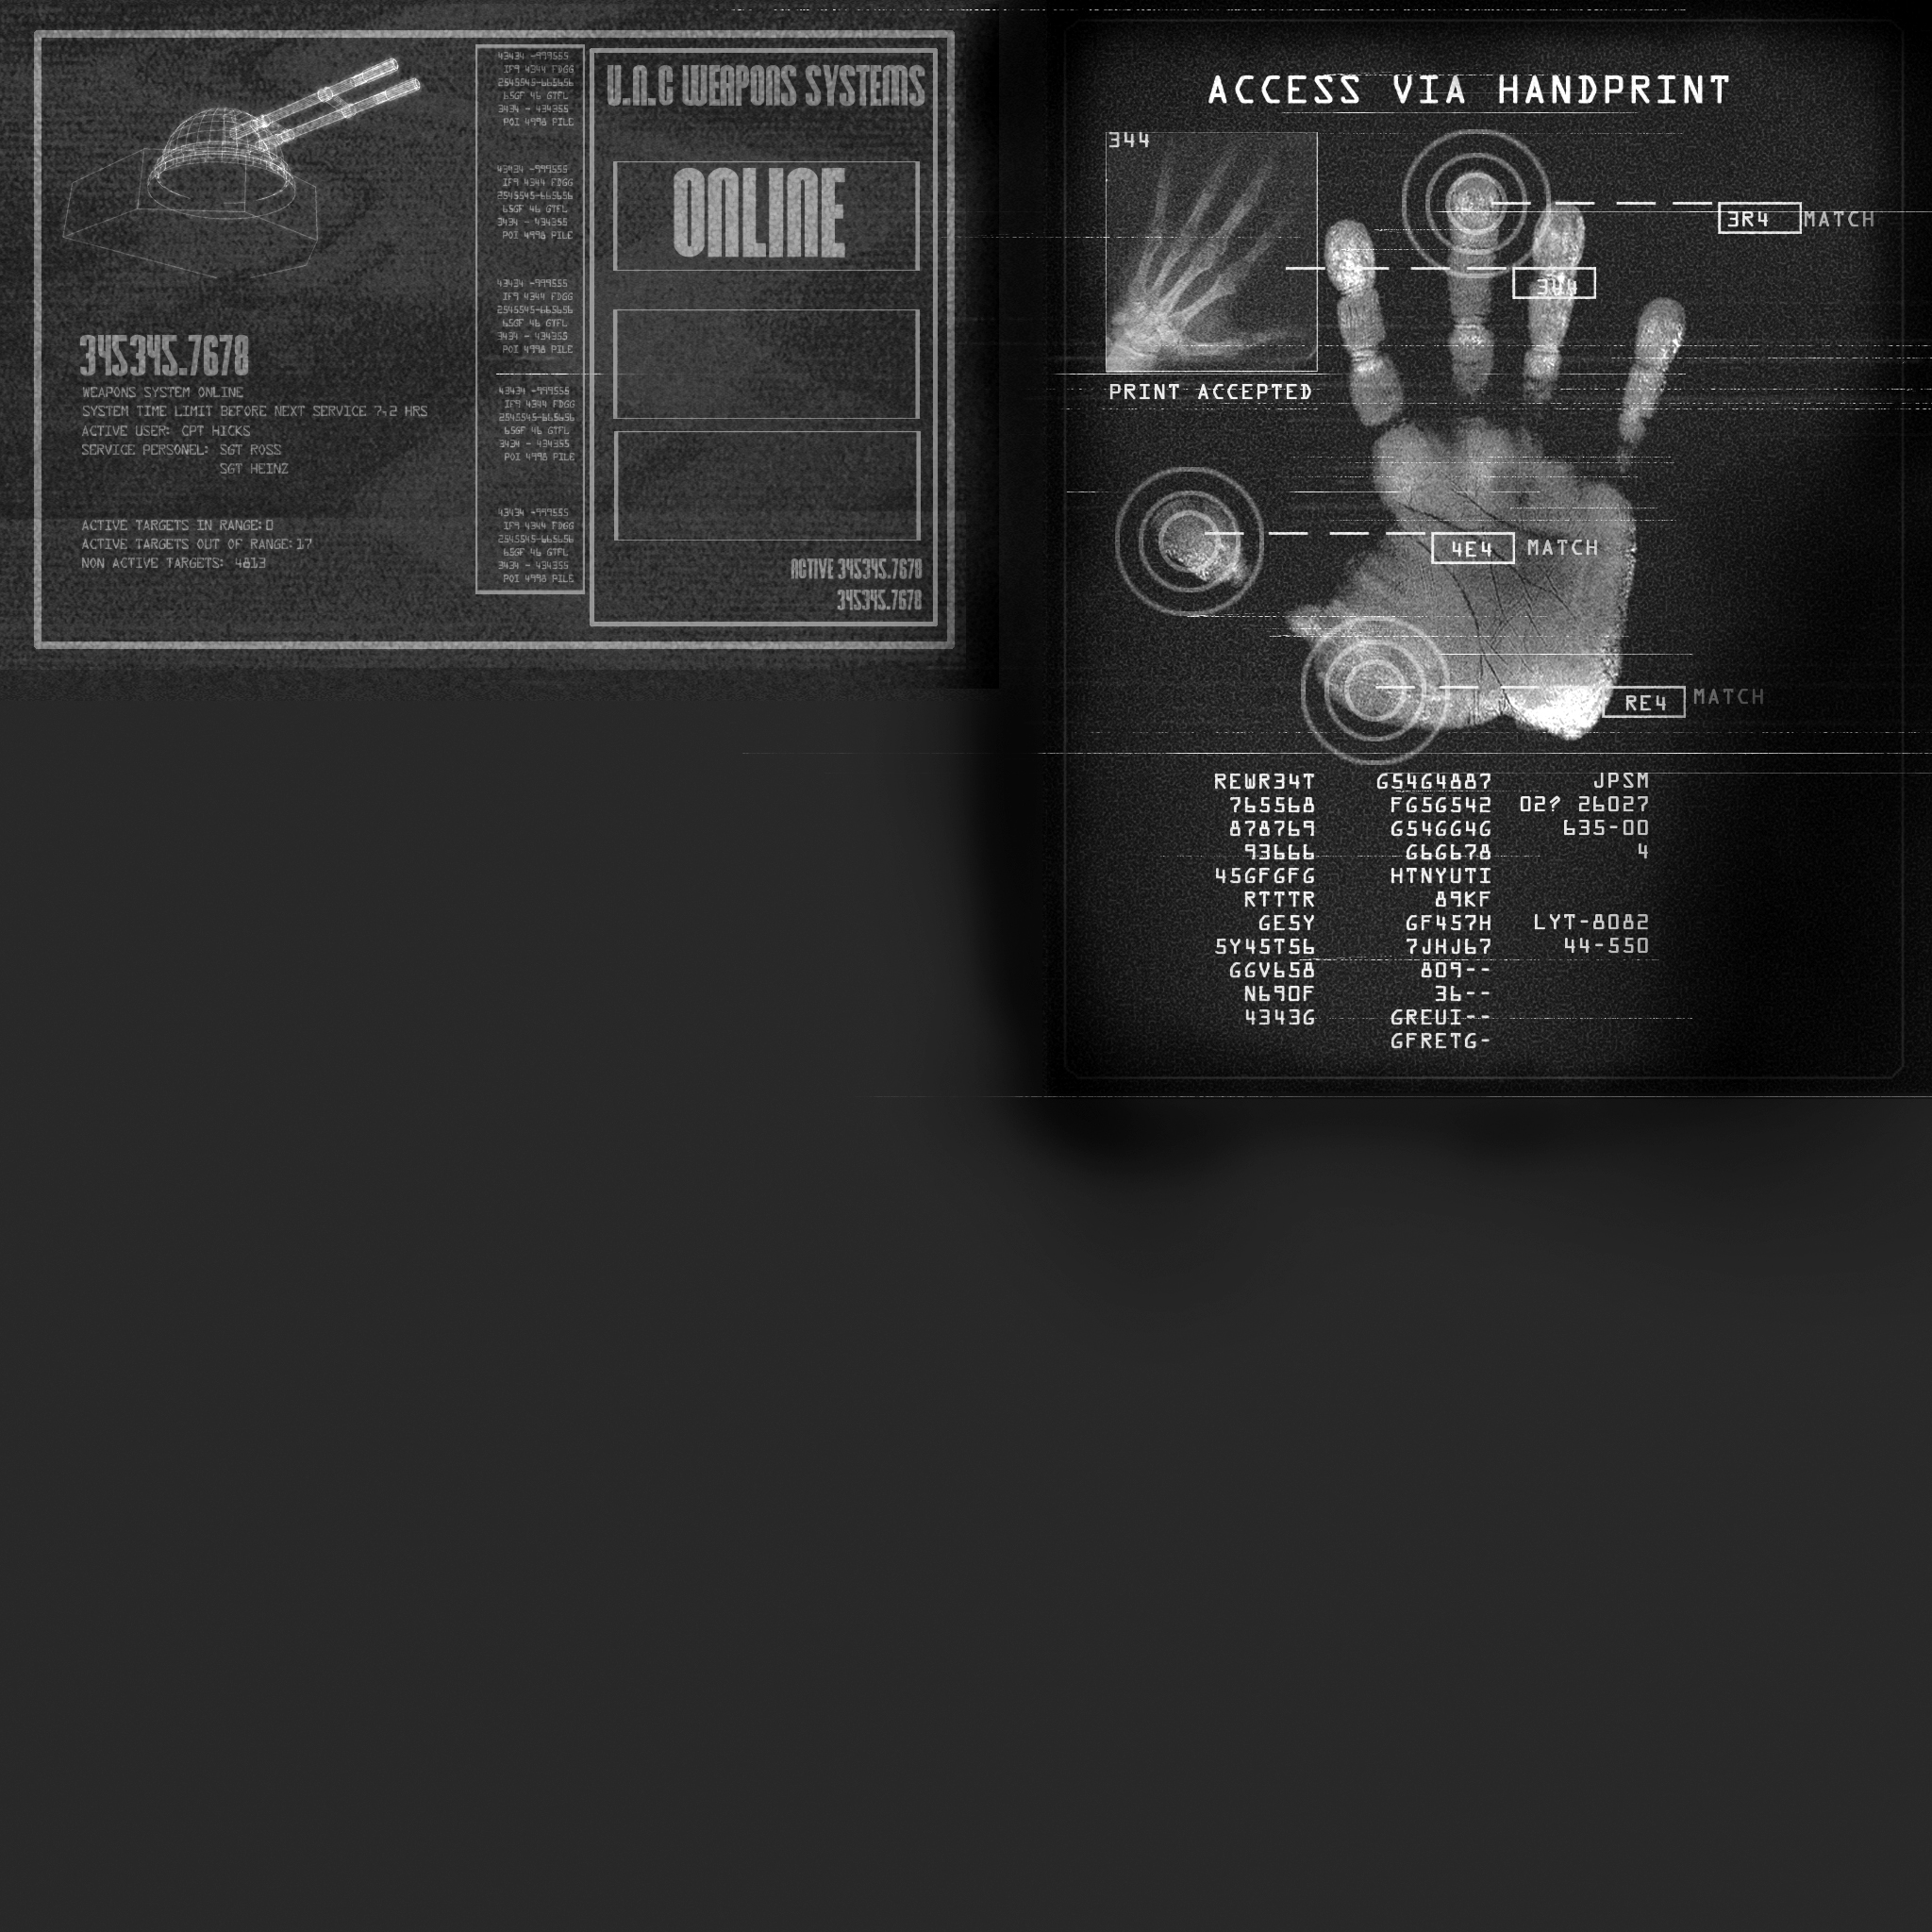 U.N.C WEAPONS SYSTEMS
ONLINE
345345.7678
WEAPONS SYSTEM ONLINE
SYSTEM TIME LIMIT BEFORE NEXT SERVICE 7,2 HRS
ACTIVE USER: CPT HICKS
SERVICE PERSONEL: SGT ROSS
SGT HEINZ
ACTIVE TARGETS IN RANGE: 0
ACTIVE TARGETS OUT OF RANGE: 17
NON ACTIVE TARGETS: 4813
43434 -999555
IF9 4344 FDGG
2545545-665656
65GF 46 GTFL
3434 - 434355
POI 4998 PILE
43434 -999555
IF9 4344 FDGG
2545545-665656
65GF 46 GTFL
3434 - 434355
POI 4998 PILE
43434 -999555
IF9 4344 FDGG
2545545-665656
65GF 46 GTFL
3434 - 434355
POI 4998 PILE
43434 -999555
IF9 4344 FDGG
2545545-665656
65GF 46 GTFL
3434 - 434355
POI 4998 PILE
43434 -999555
IF9 4344 FDGG
2545545-665656
65GF 46 GTFL
3434 - 434355
POI 4998 PILE
ACTIVE 345345.7678
345345.7678
ACCESS VIA HANDPRINT
344
3R4 MATCH
PRINT ACCEPTED
4E4 MATCH
RE4 MATCH
REWR34T G54G4887 JPSM
765568 FG5G542 02? 26027
878769 G54GG4G 635-00
93666 G6G678 4
45GFGFG HTNYUTI
RTTTR 89KF
GE5Y GF457H LYT-8082
5Y45T56 7JHJ67 44-550
GGV658 809--
N690F 36--
4343G GREUI--
GFRETG-